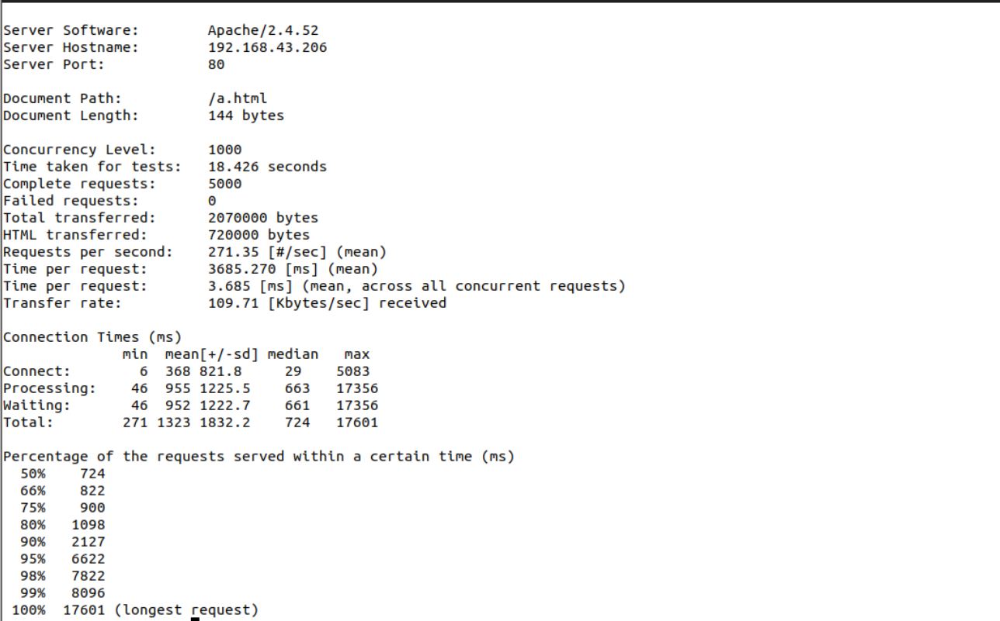 Server Software:        Apache/2.4.52
Server Hostname:        192.168.43.206
Server Port:            80
Document Path:          /a.html
Document Length:        144 bytes
Concurrency Level:      1000
Time taken for tests:   18.426 seconds
Complete requests:      5000
Failed requests:        0
Total transferred:      2070000 bytes
HTML transferred:       720000 bytes
Requests per second:    271.35 [#/sec] (mean)
Time per request:       3685.270 [ms] (mean)
Time per request:       3.685 [ms] (mean, across all concurrent requests)
Transfer rate:          109.71 [Kbytes/sec] received
Connection Times (ms)
              min  mean[+/-sd] median   max
Connect:        6  368 821.8     29    5083
Processing:    46  955 1225.5    663   17356
Waiting:       46  952 1222.7    661   17356
Total:        271 1323 1832.2    724   17601
Percentage of the requests served within a certain time (ms)
  50%    724
  66%    822
  75%    900
  80%   1098
  90%   2127
  95%   6622
  98%   7822
  99%   8096
 100%  17601 (longest request)